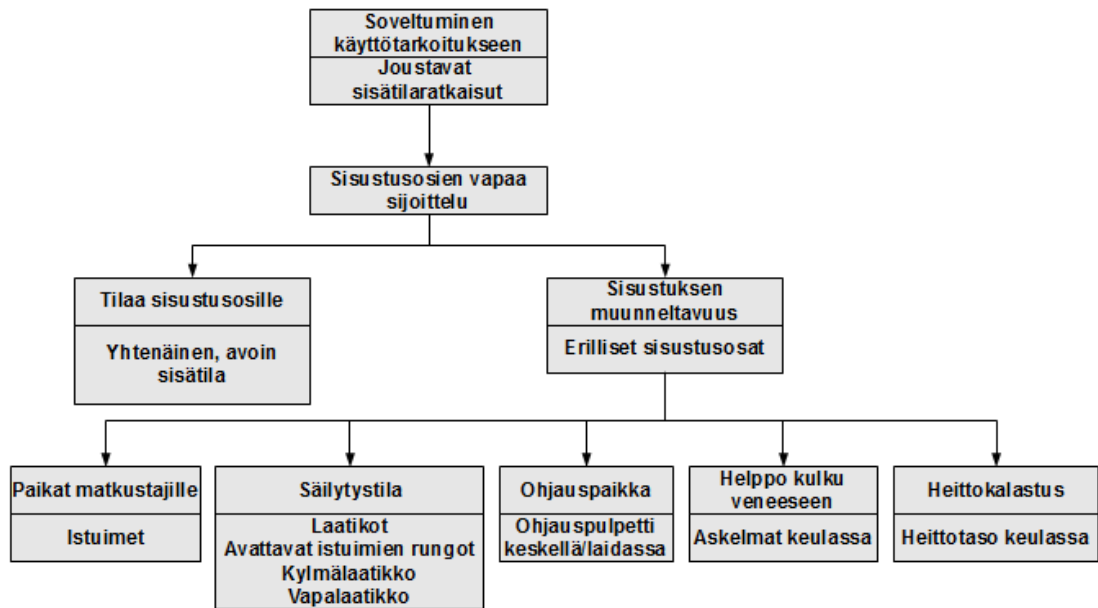 Soveltuminen
käyttötarkoitukseen
Joustavat
sisätilaratkaisut
Sisustusosien vapaa
sijoittelu
Tilaa sisustusosille
Yhtenäinen, avoin
sisätila
Sisustuksen
muunneltavuus
Erilliset sisustusosat
Paikat matkustajille
Istuimet
Säilytystila
Laatikot
Avattavat istuimien rungot
Kylmälaatikko
Vapalaatikko
Ohjauspaikka
Ohjauspulpetti
keskellä/laidassa
Helppo kulku
veneeseen
Askelmat keulassa
Heittokalastus
Heittotaso keulassa